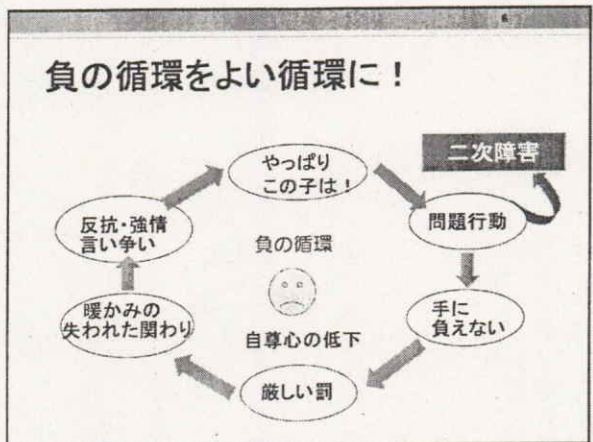 6
負の循環をよい循環に！
やっぱり
この子は！
二次障害
問題行動
手に
負えない
厳しい罰
暖かみの
失われた関わり
反抗・強情
言い争い
負の循環
自尊心の低下